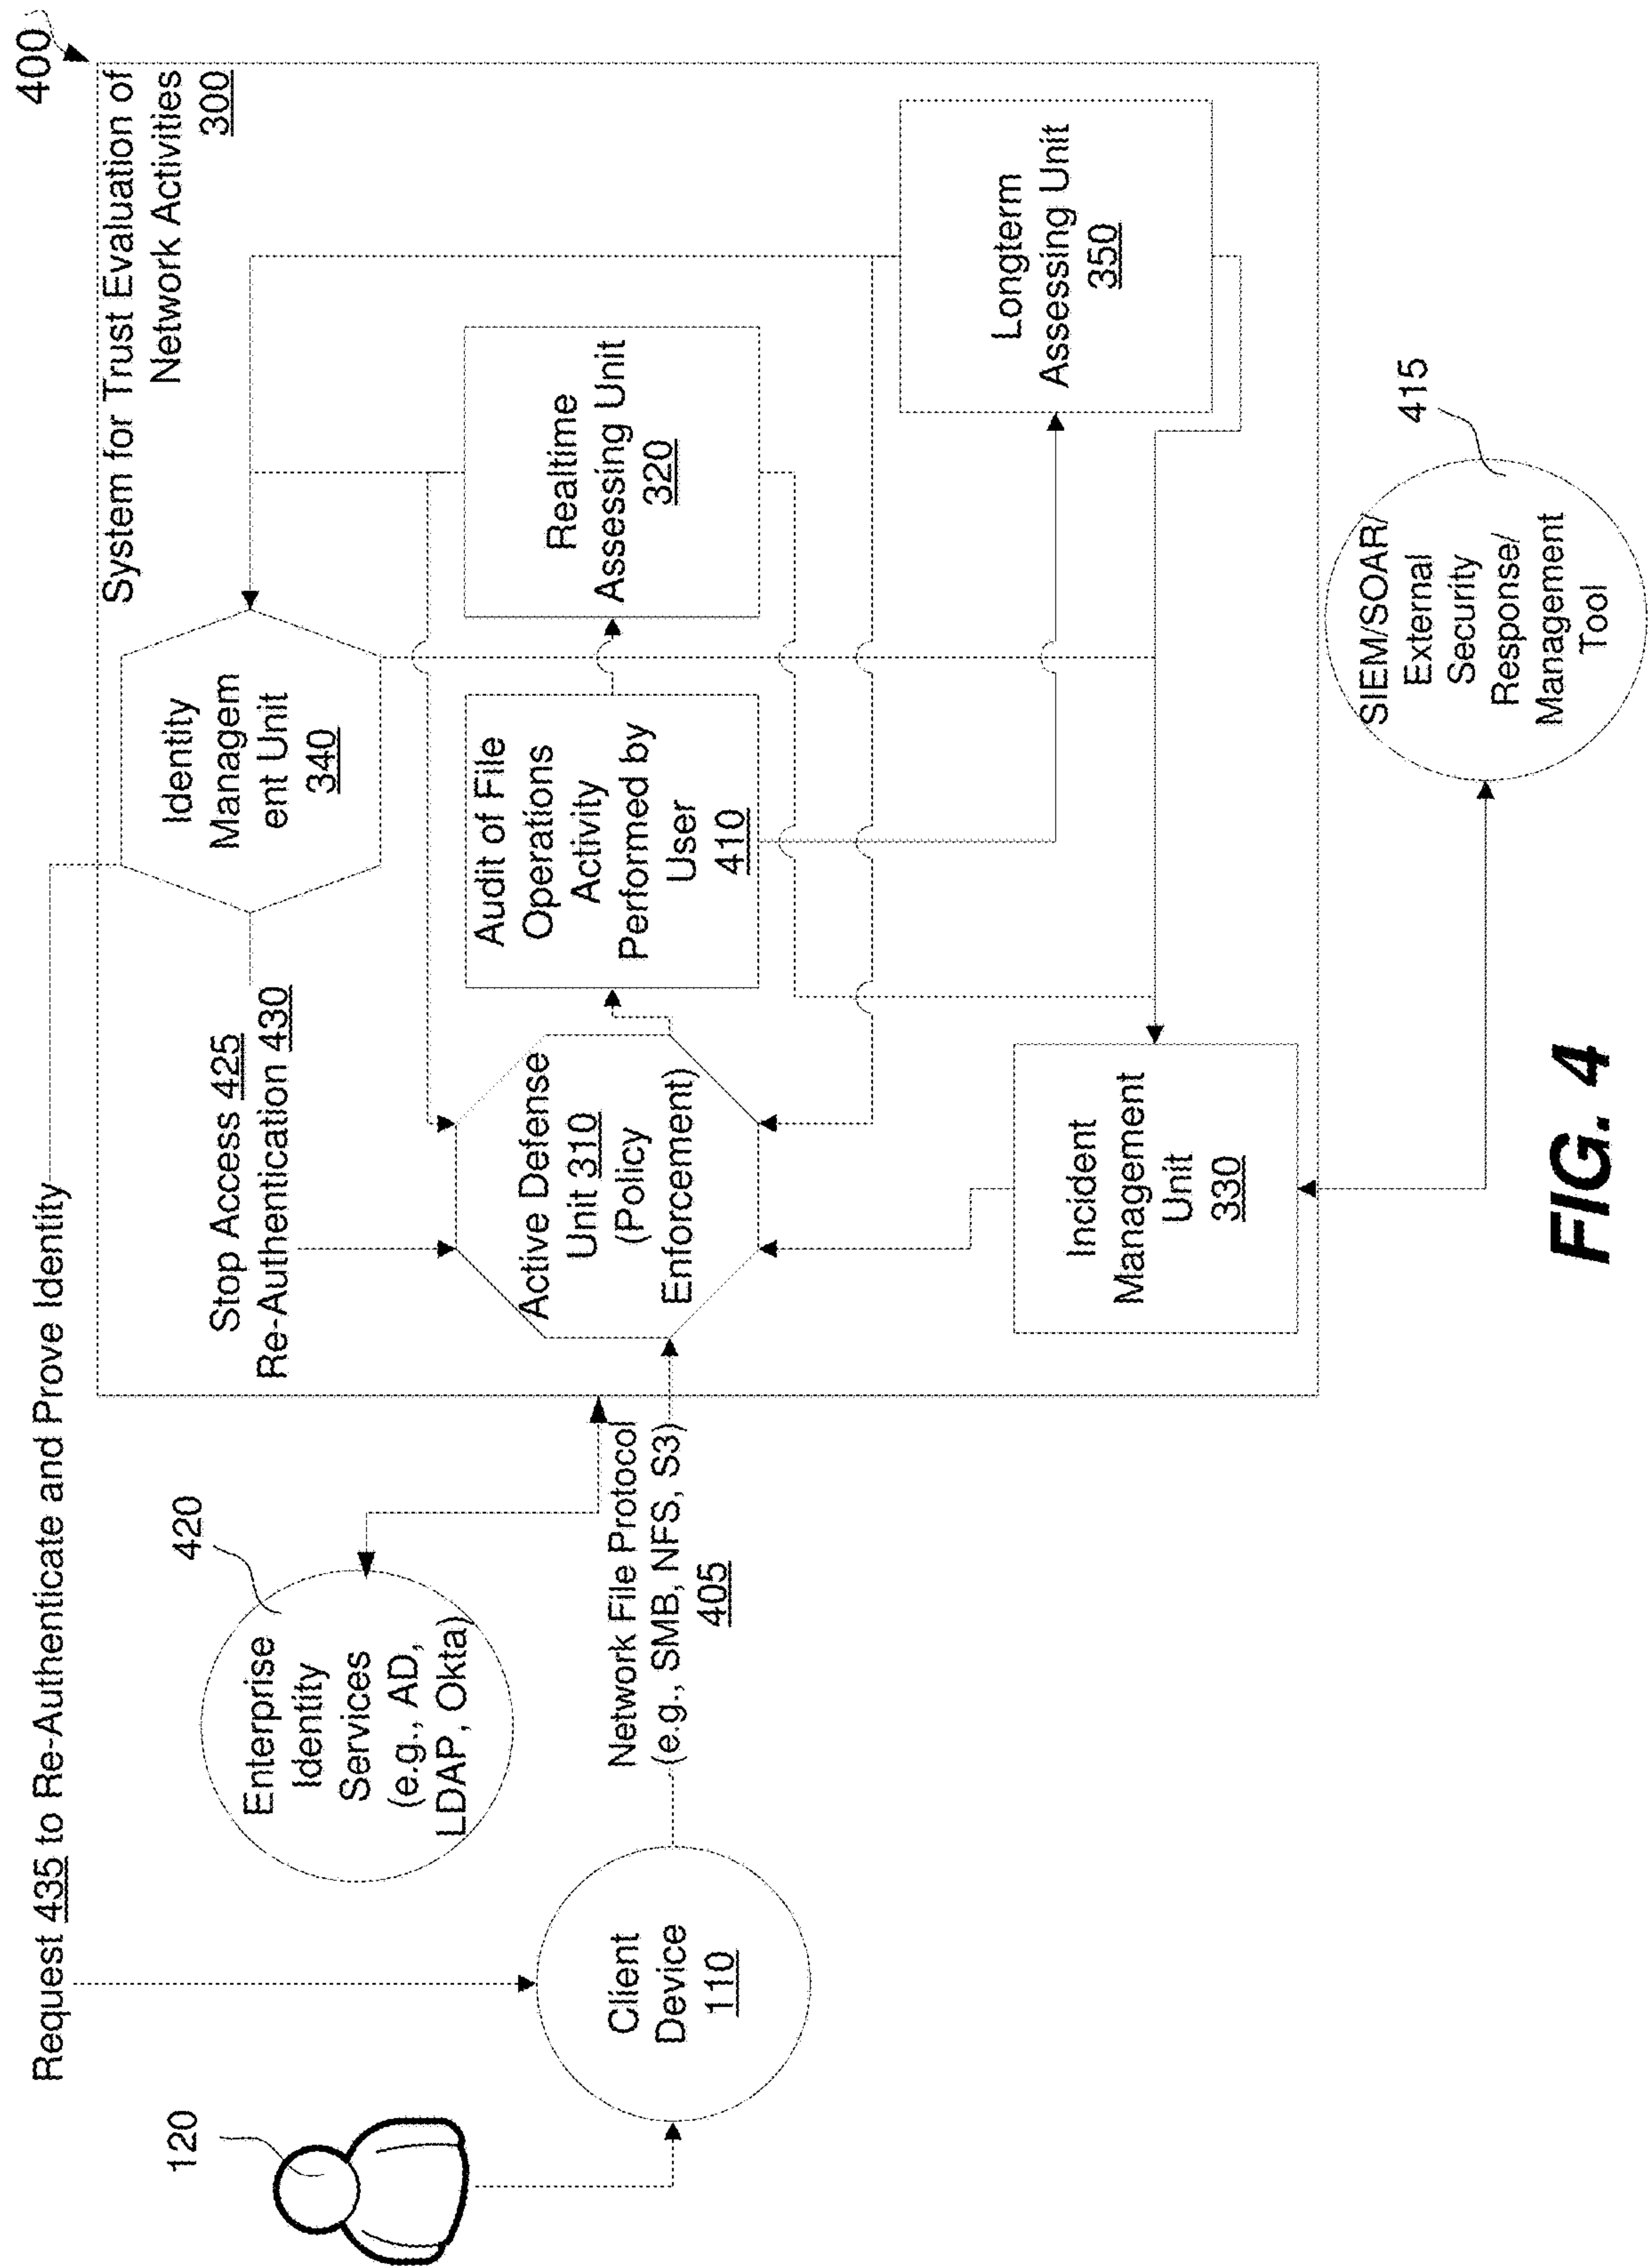 400
Request 435 to Re-Authenticate and Prove Identity
System for Trust Evaluation of
Network Activities
300
Stop Access 425
Re-Authentication 430
Identity
Managem
ent Unit
340
120
420
Enterprise
Identity
Services
(e.g., AD,
LDAP, Okta)
Client
Device
110
Network File Protocol
(e.g., SMB, NFS, S3)
405
Active Defense
Unit 310
(Policy
Enforcement)
Audit of File
Operations
Activity
Performed by
User
410
Realtime
Assessing Unit
320
Incident
Management
Unit
330
Longterm
Assessing Unit
350
415
SIEM/SOAR/
External
Security
Response/
Management
Tool
FIG. 4